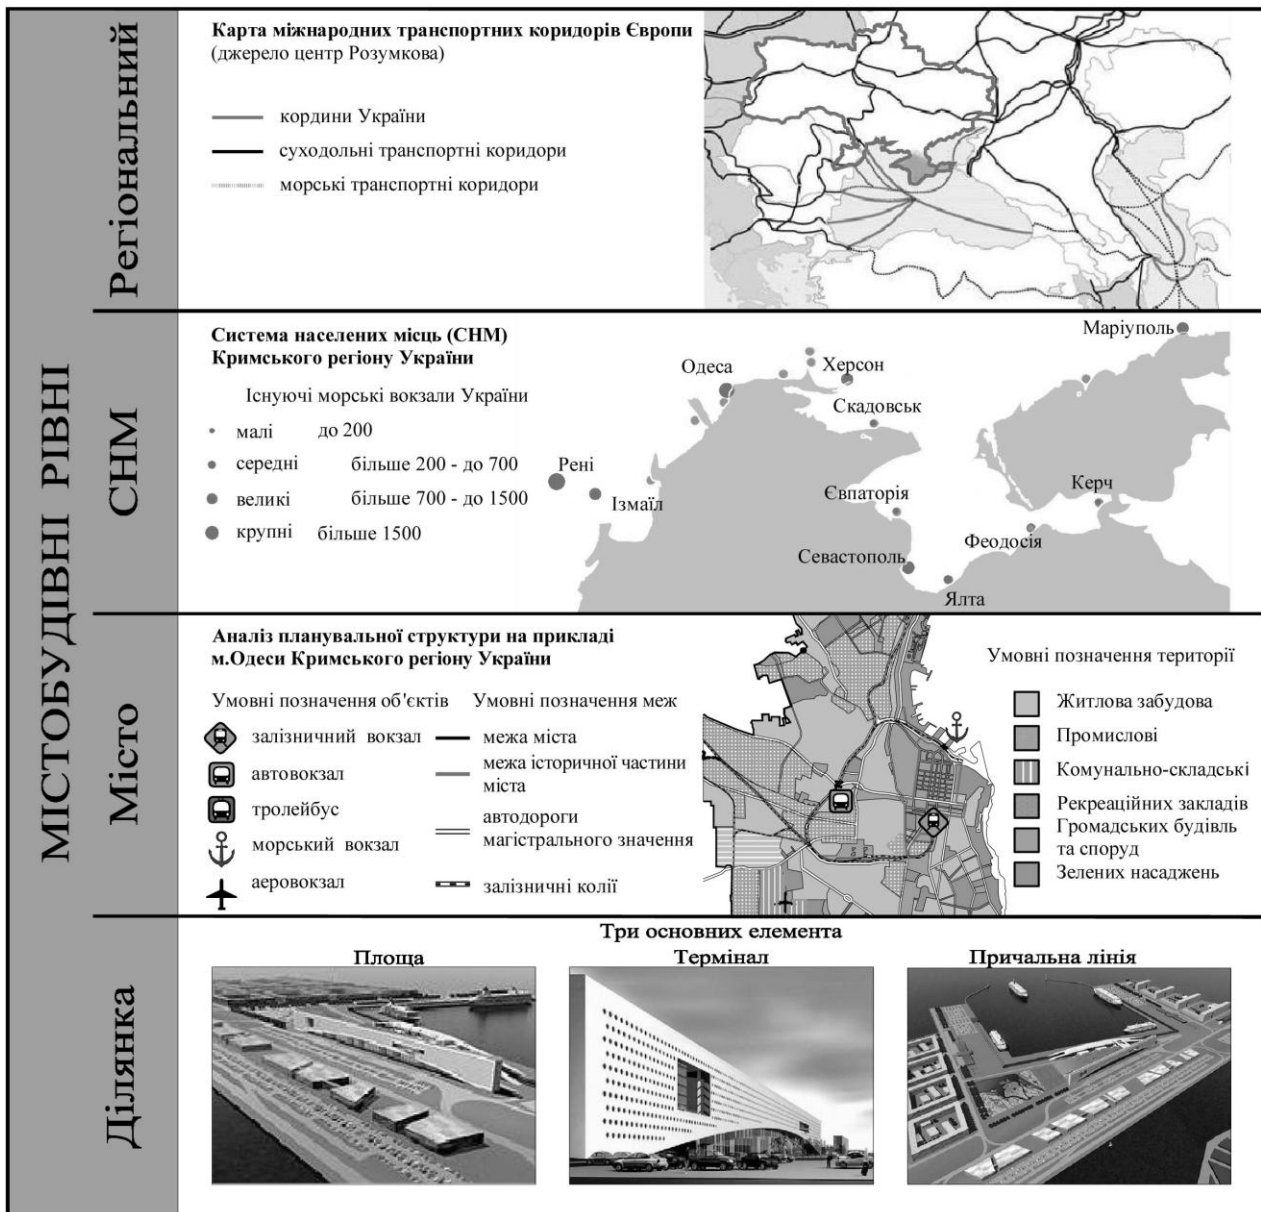 МІСТОБУДІВНІ РІВНІ
Регіональний
Карта міжнародних транспортних коридорів Європи
(джерело центр Розумкова)
кордини України
суходольні транспортні коридори
морські транспортні коридори
СНМ
Система населених місць (СНМ)
Кримського регіону України
Існуючі морські вокзали України
малі до 200
середні більше 200 - до 700
великі більше 700 - до 1500
крупні більше 1500
Маріуполь
Одеса
Херсон
Скадовськ
Рені
Ізмаїл
Євпаторія
Керч
Севастополь
Феодосія
Ялта
Місто
Аналіз планувальної структури на прикладі
м.Одеси Кримського регіону України
Умовні позначення об'єктів
залізничний вокзал
автовокзал
тролейбус
морський вокзал
аеровокзал
Умовні позначення меж
межа міста
межа історичної частини
міста
автодороги
магістрального значення
залізничні колії
Умовні позначення території
Житлова забудова
Промислові
Комунально-складські
Рекреаційних закладів
Громадських будівль
та споруд
Зелених насаджень
Ділянка
Три основних елемента
Площа
Термінал
Причальна лінія